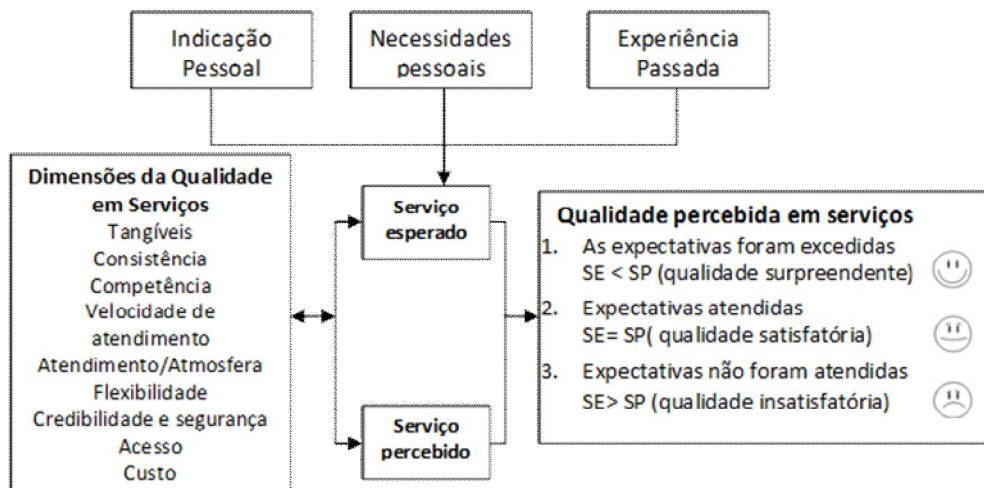 Indicação
Pessoal
Necessidades
pessoais
Experiência
Passada
Dimensões da Qualidade
em Serviços
Tangíveis
Consistência
Competência
Velocidade de
atendimento
Atendimento/Atmosfera
Flexibilidade
Credibilidade e segurança
Acesso
Custo
Serviço
esperado
Serviço
percebido
Qualidade percebida em serviços
1. As expectativas foram excedidas
SE < SP (qualidade surpreendente)
2. Expectativas atendidas
SE= SP( qualidade satisfatória)
3. Expectativas não foram atendidas
SE> SP (qualidade insatisfatória)